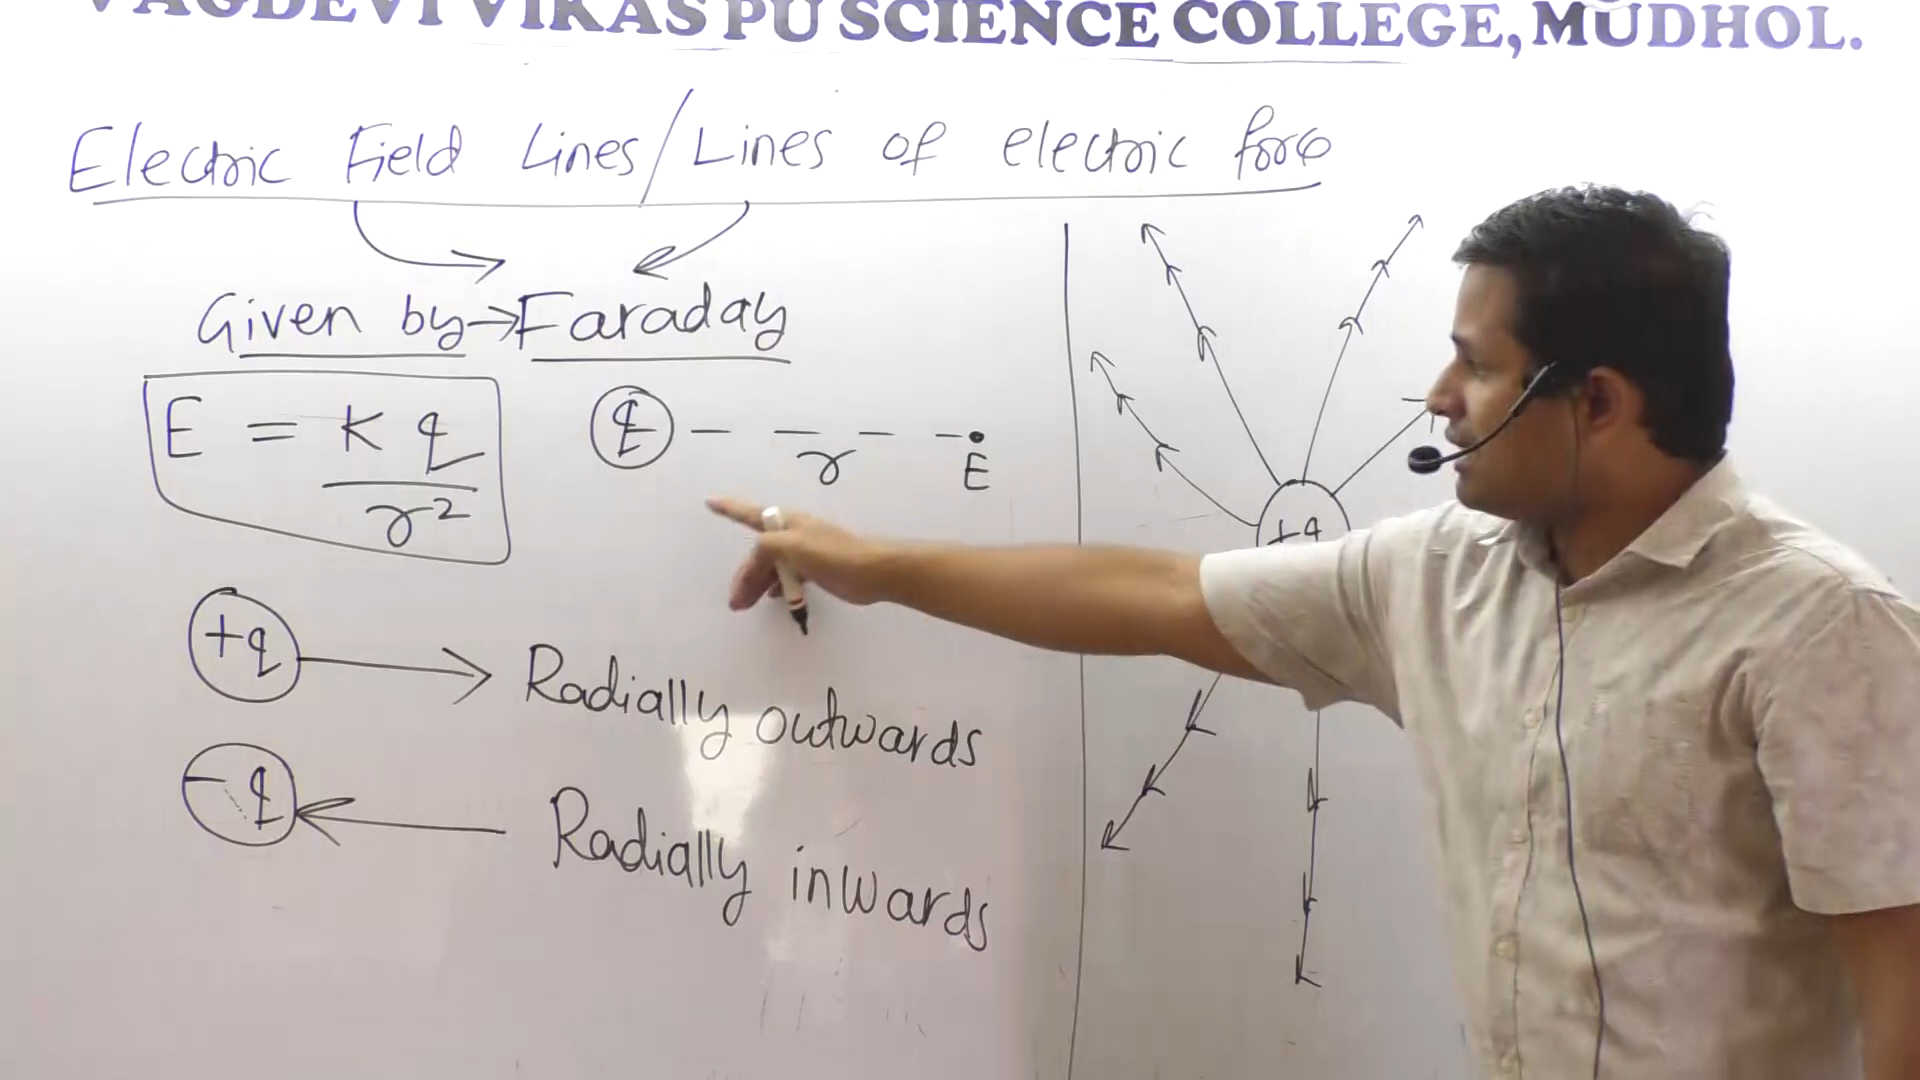 VAGDEVI VIKAS PU SCIENCE COLLEGE, MUDHOL.
Electric Field Lines/Lines of electric force
Given by→Faraday
E = K q
r²
q
r
E
+q
Radially outwards
- q
Radially inwards
+q